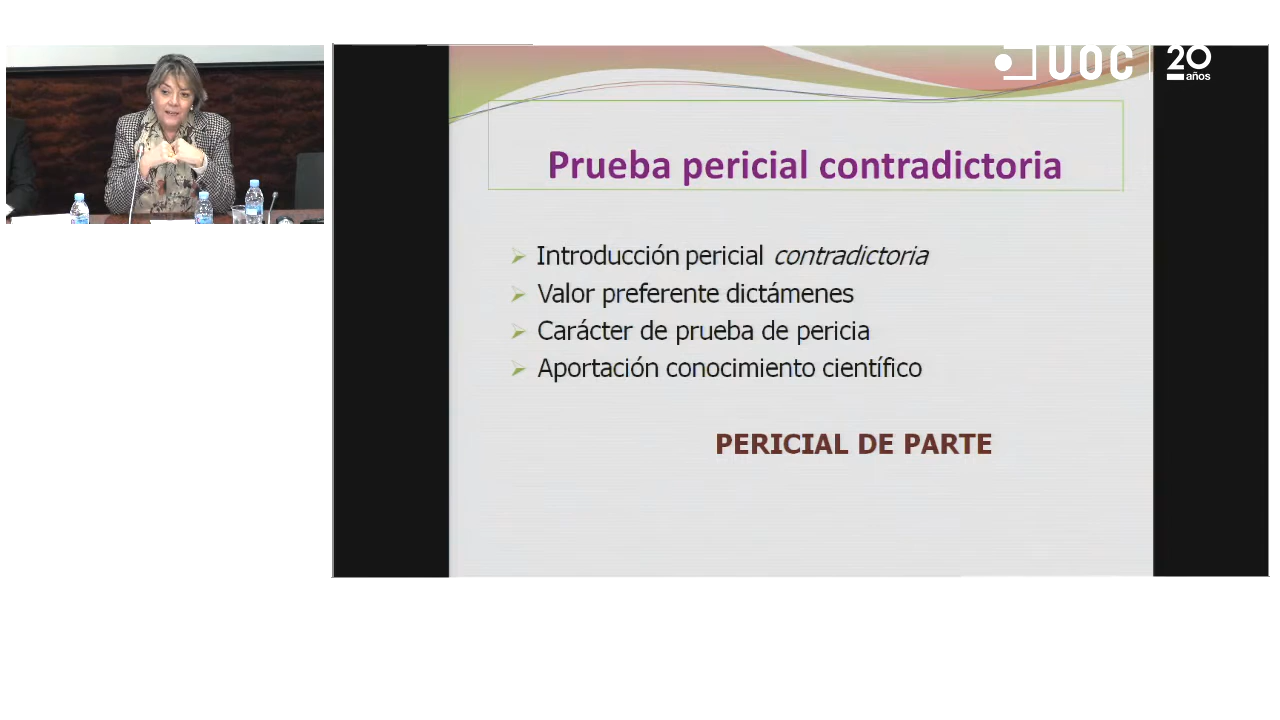 UOC
20
años
Prueba pericial contradictoria
Introducción pericial contradictoria
Valor preferente dictámenes
Carácter de prueba de pericia
Aportación conocimiento científico
PERICIAL DE PARTE